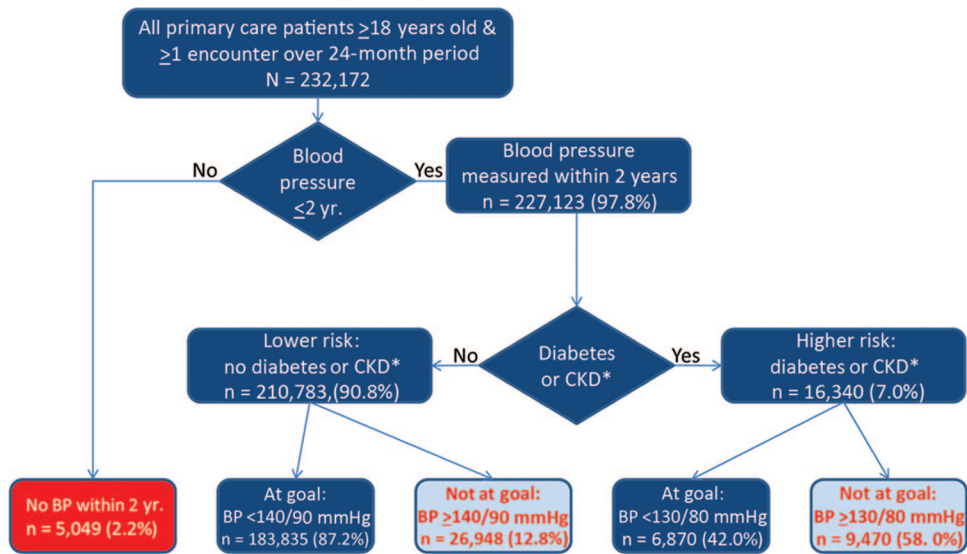 All primary care patients ≥18 years old &
≥1 encounter over 24-month period
N = 232,172
No
Blood
pressure
≤2 yr.
Yes
Blood pressure
measured within 2 years
n = 227,123 (97.8%)
Lower risk:
no diabetes or CKD*
n = 210,783,(90.8%)
No
Diabetes
or CKD*
Yes
Higher risk:
diabetes or CKD*
n = 16,340 (7.0%)
No BP within 2 yr.
n = 5,049 (2.2%)
At goal:
BP <140/90 mmHg
n = 183,835 (87.2%)
Not at goal:
BP ≥140/90 mmHg
n = 26,948 (12.8%)
At goal:
BP <130/80 mmHg
n = 6,870 (42.0%)
Not at goal:
BP ≥130/80 mmHg
n = 9,470 (58. 0%)